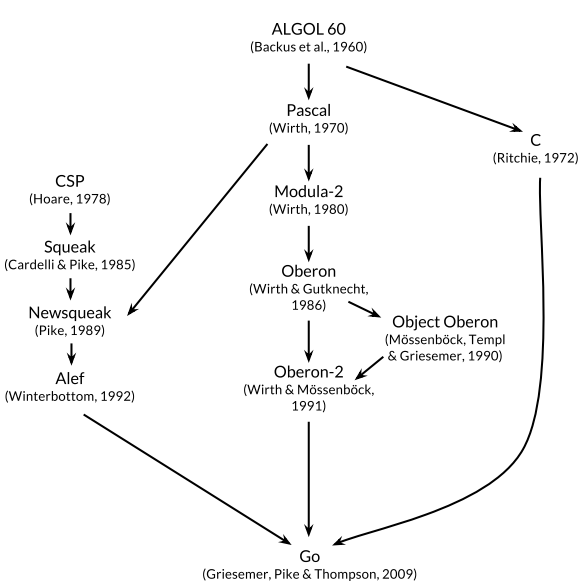 ALGOL 60
(Backus et al., 1960)
Pascal
(Wirth, 1970)
C
(Ritchie, 1972)
CSP
(Hoare, 1978)
Modula-2
(Wirth, 1980)
Squeak
(Cardelli & Pike, 1985)
Oberon
(Wirth & Gutknecht,
1986)
Newsqueak
(Pike, 1989)
Object Oberon
(Mössenböck, Templ
& Griesemer, 1990)
Alef
(Winterbottom, 1992)
Oberon-2
(Wirth & Mössenböck,
1991)
Go
(Griesemer, Pike & Thompson, 2009)